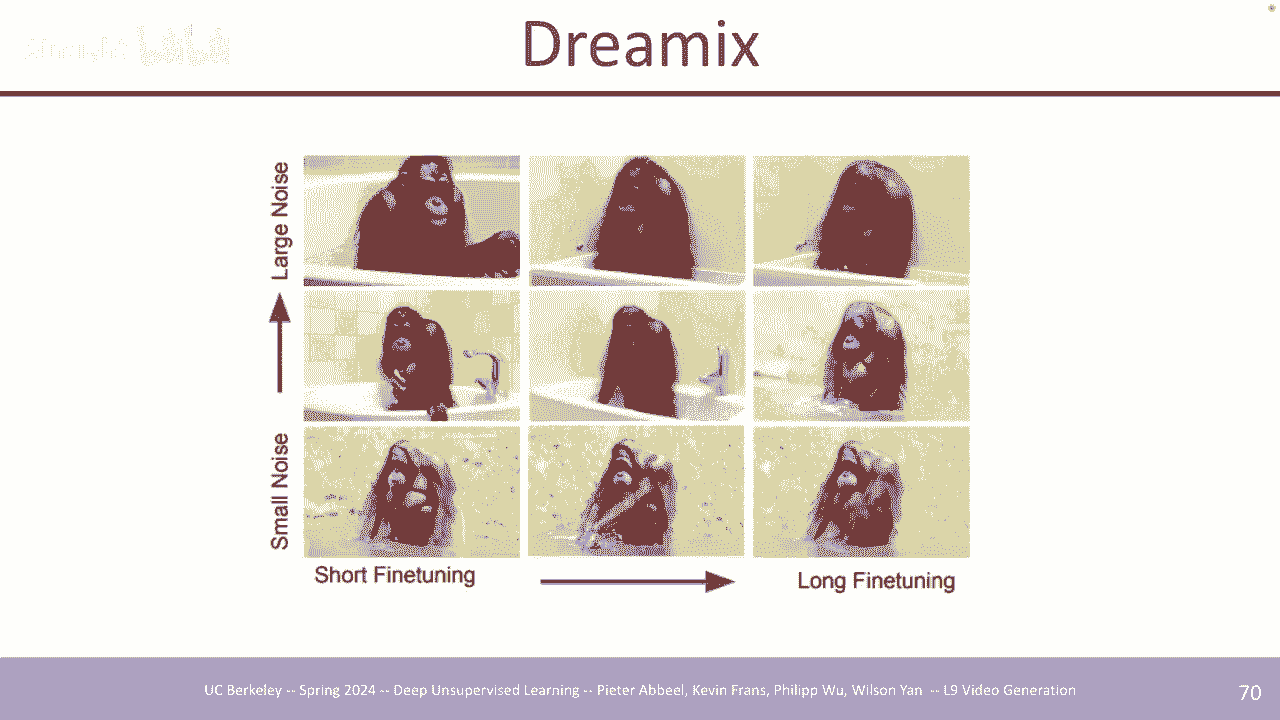 Dreamix
Large Noise
Small Noise
Short Finetuning
Long Finetuning
UC Berkeley -- Spring 2024 -- Deep Unsupervised Learning -- Pieter Abbeel, Kevin Frans, Philipp Wu, Wilson Yan -- L9 Video Generation
70